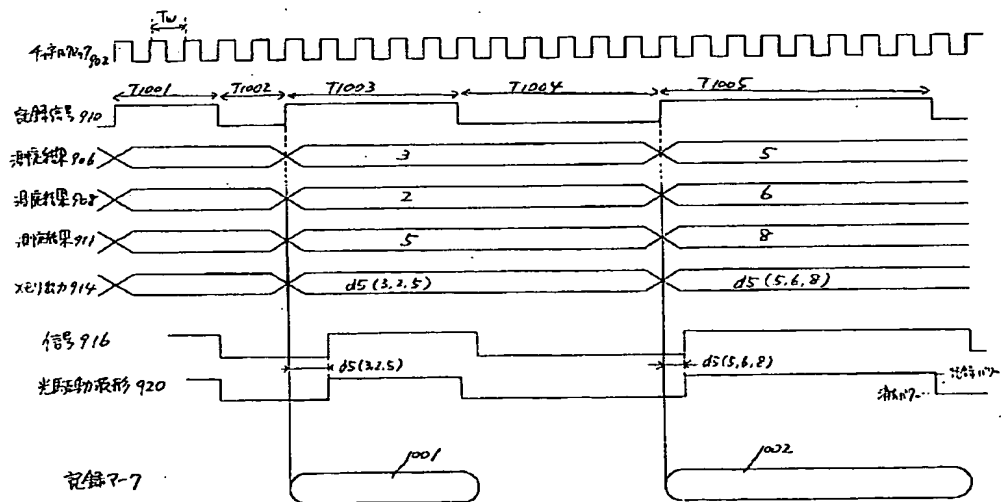 Tw
チャネルクロック902
T1001 T1002 T1003 T1004 T1005
記録信号910
測定結果906 3 5
測定結果908 2 6
測定結果911 5 8
メモリ出力914 d5(3,2,5) d5(5,6,8)
信号916
d5(3,2,5) d5(5,6,8)
光駆動波形920
記録パワー
消去パワー
1001 1002
記録マーク